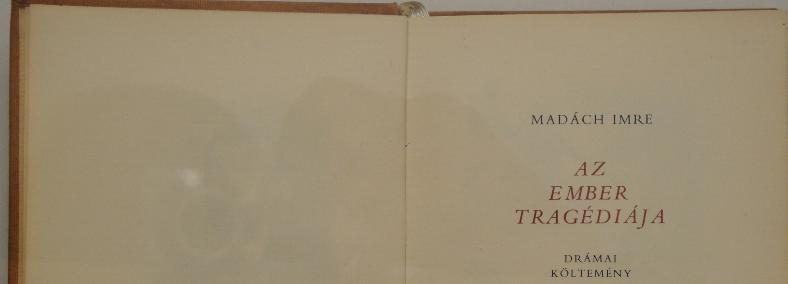 MADÁCH IMRE
AZ
EMBER
TRAGÉDIÁJA
DRÁMAI
KÖLTEMÉNY